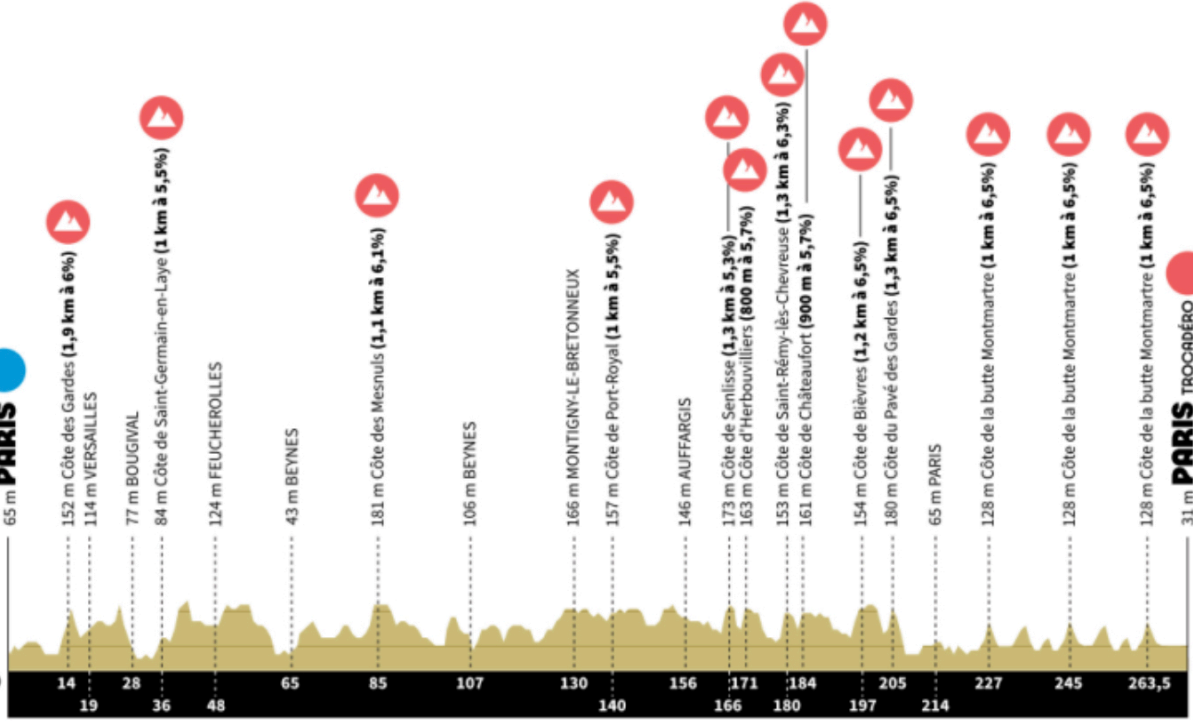 65 m PARIS
152 m Côte des Gardes (1,9 km à 6%)
114 m VERSAILLES
77 m BOUGIVAL
84 m Côte de Saint-Germain-en-Laye (1 km à 5,5%)
124 m FEUCHEROLLES
43 m BEYNES
181 m Côte des Mesnuls (1,1 km à 6,1%)
106 m BEYNES
166 m MONTIGNY-LE-BRETONNEUX
157 m Côte de Port-Royal (1 km à 5,5%)
146 m AUFFARGIS
173 m Côte de Senlisse (1,3 km à 5,3%)
163 m Côte d'Herbouvilliers (800 m à 5,7%)
153 m Côte de Saint-Rémy-lès-Chevreuse (1,3 km à 6,3%)
161 m Côte de Châteaufort (900 m à 5,7%)
154 m Côte de Bièvres (1,2 km à 6,5%)
180 m Côte du Pavé des Gardes (1,3 km à 6,5%)
65 m PARIS
128 m Côte de la butte Montmartre (1 km à 6,5%)
128 m Côte de la butte Montmartre (1 km à 6,5%)
128 m Côte de la butte Montmartre (1 km à 6,5%)
31 m PARIS TROCADÉRO
14 28 65 85 107 130 156 171 184 205 227 245 263,5
19 36 48 140 166 180 197 214